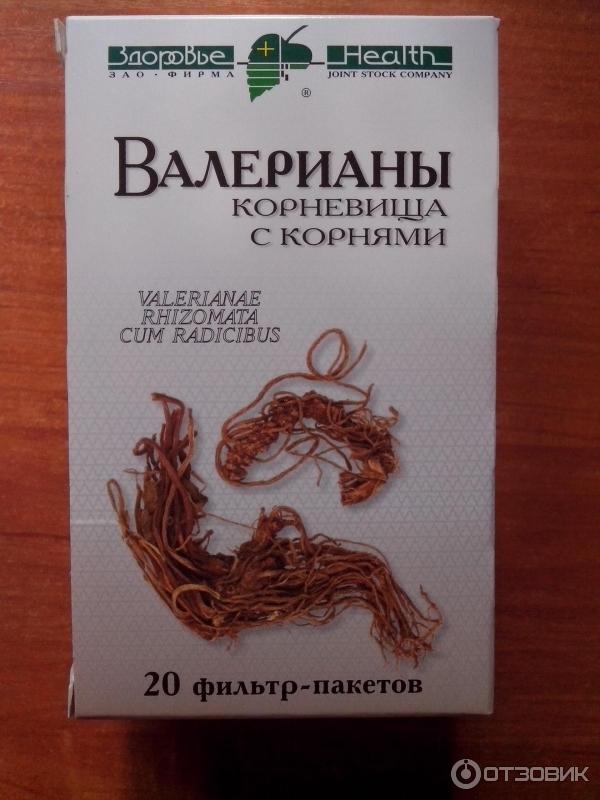 Здоровье Health
ЗАО · ФИРМА JOINT STOCK COMPANY
®
ВАЛЕРИАНЫ
КОРНЕВИЩА
С КОРНЯМИ
VALERIANAE
RHIZOMATA
CUM RADICIBUS
20 фильтр-пакетов
ОТЗОВИК